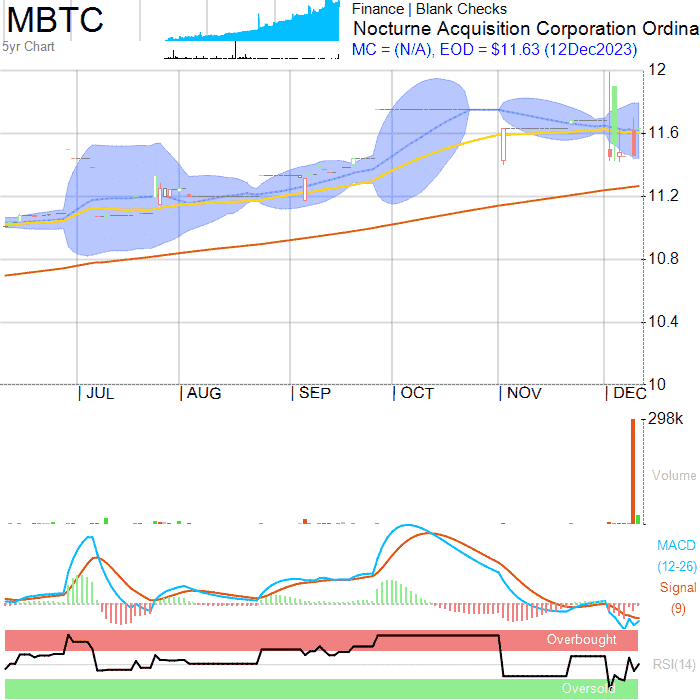 MBTC
5yr Chart
Finance | Blank Checks
Nocturne Acquisition Corporation Ordina
MC = (N/A), EOD = $11.63 (12Dec2023)
12
11.6
11.2
10.8
10.4
10
| JUL | AUG | SEP | OCT | NOV | DEC
298k
Volume
MACD
(12-26)
Signal
(9)
Overbought
RSI(14)
Oversold